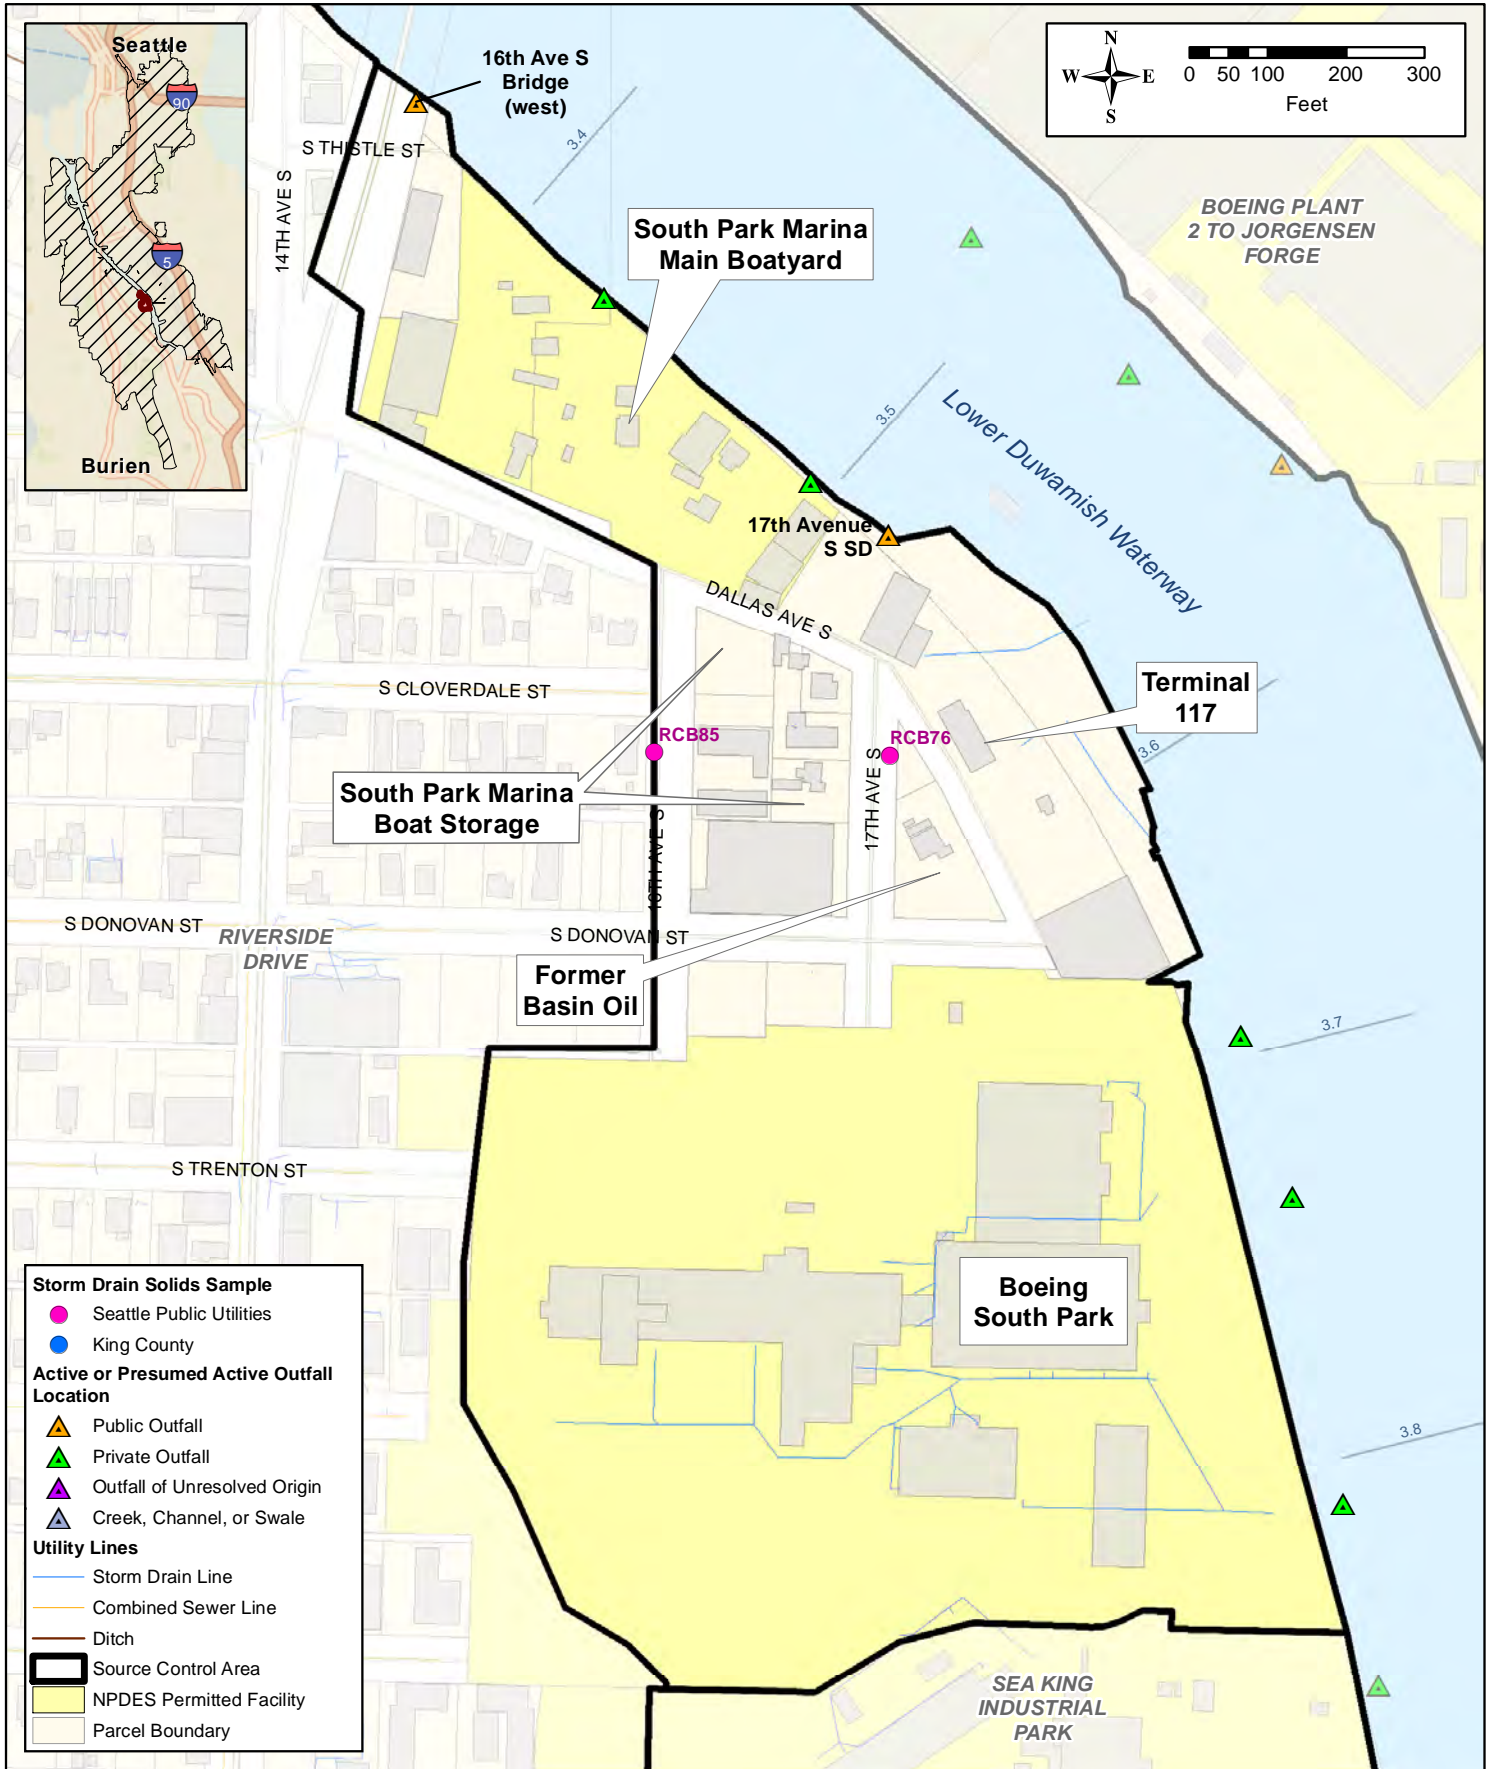 Seattle
90
5
Burien
16th Ave S
Bridge
(west)
N
W E
S
0 50 100 200 300
Feet
S THISTLE ST
14TH AVE S
3.4
BOEING PLANT
2 TO JORGENSEN
FORGE
South Park Marina
Main Boatyard
3.5
Lower Duwamish Waterway
17th Avenue
S SD
DALLAS AVE S
S CLOVERDALE ST
Terminal
117
RCB85
RCB76
3.6
South Park Marina
Boat Storage
16TH AVE S
17TH AVE S
S DONOVAN ST
RIVERSIDE
DRIVE
S DONOVAN ST
Former
Basin Oil
3.7
S TRENTON ST
Boeing
South Park
3.8
SEA KING
INDUSTRIAL
PARK
Storm Drain Solids Sample
Seattle Public Utilities
King County
Active or Presumed Active Outfall
Location
Public Outfall
Private Outfall
Outfall of Unresolved Origin
Creek, Channel, or Swale
Utility Lines
Storm Drain Line
Combined Sewer Line
Ditch
Source Control Area
NPDES Permitted Facility
Parcel Boundary